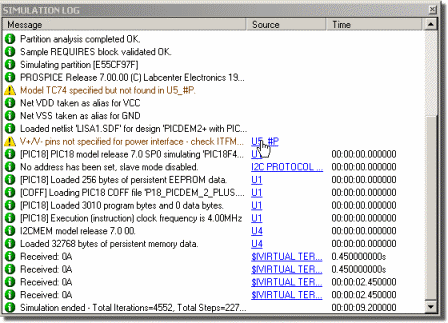 SIMULATION LOG
Message Source Time
Partition analysis completed OK.
Sample REQUIRES block validated OK.
Simulating partition [E55CF97F]
PROSPICE Release 7.00.00 (C) Labcenter Electronics 19...
Model TC74 specified but not found in U5_#P.
Net VDD taken as alias for VCC
Net VSS taken as alias for GND
Loaded netlist 'LISA1.SDF' for design 'PICDEM2+ with PIC...
V+/V- pins not specified for power interface - check ITFM... U5_#P
[PIC18] PIC18 model release 7.0 SP0 simulating 'PIC18F4... 00:00:00.000000
No address has been set, slave mode disabled. I2C PROTOCOL ... 00:00:00.000000
[PIC18] Loaded 256 bytes of persistent EEPROM data. U1 00:00:00.000000
[COFF] Loading PIC18 COFF file 'P18_PICDEM_2_PLUS.... U1 00:00:00.000000
[PIC18] Loaded 3010 program bytes and 0 data bytes. U1 00:00:00.000000
[PIC18] Execution (instruction) clock frequency is 4.00MHz U1 00:00:00.000000
I2CMEM model release 7.0 00. U4 00:00:00.000000
Loaded 32768 bytes of persistent memory data. U4 00:00:00.000000
Received: 0A $IVIRTUAL TER... 0.450000000s
Received: 0A $IVIRTUAL TER... 0.450000000s
Received: 0A $IVIRTUAL TER... 00:00:02.450000
Received: 0A $IVIRTUAL TER... 00:00:02.450000
Simulation ended - Total Iterations=4552, Total Steps=227... 00:00:09.200000